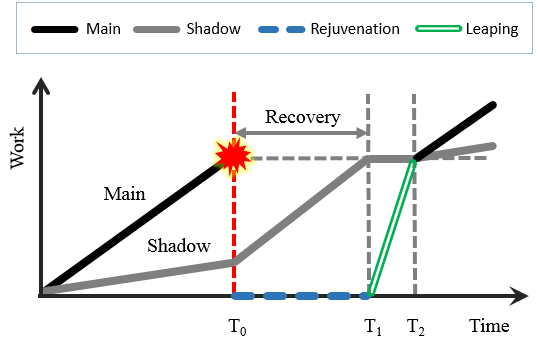 Main Shadow Rejuvenation Leaping
Work
Recovery
Main
Shadow
T0 T1 T2 Time